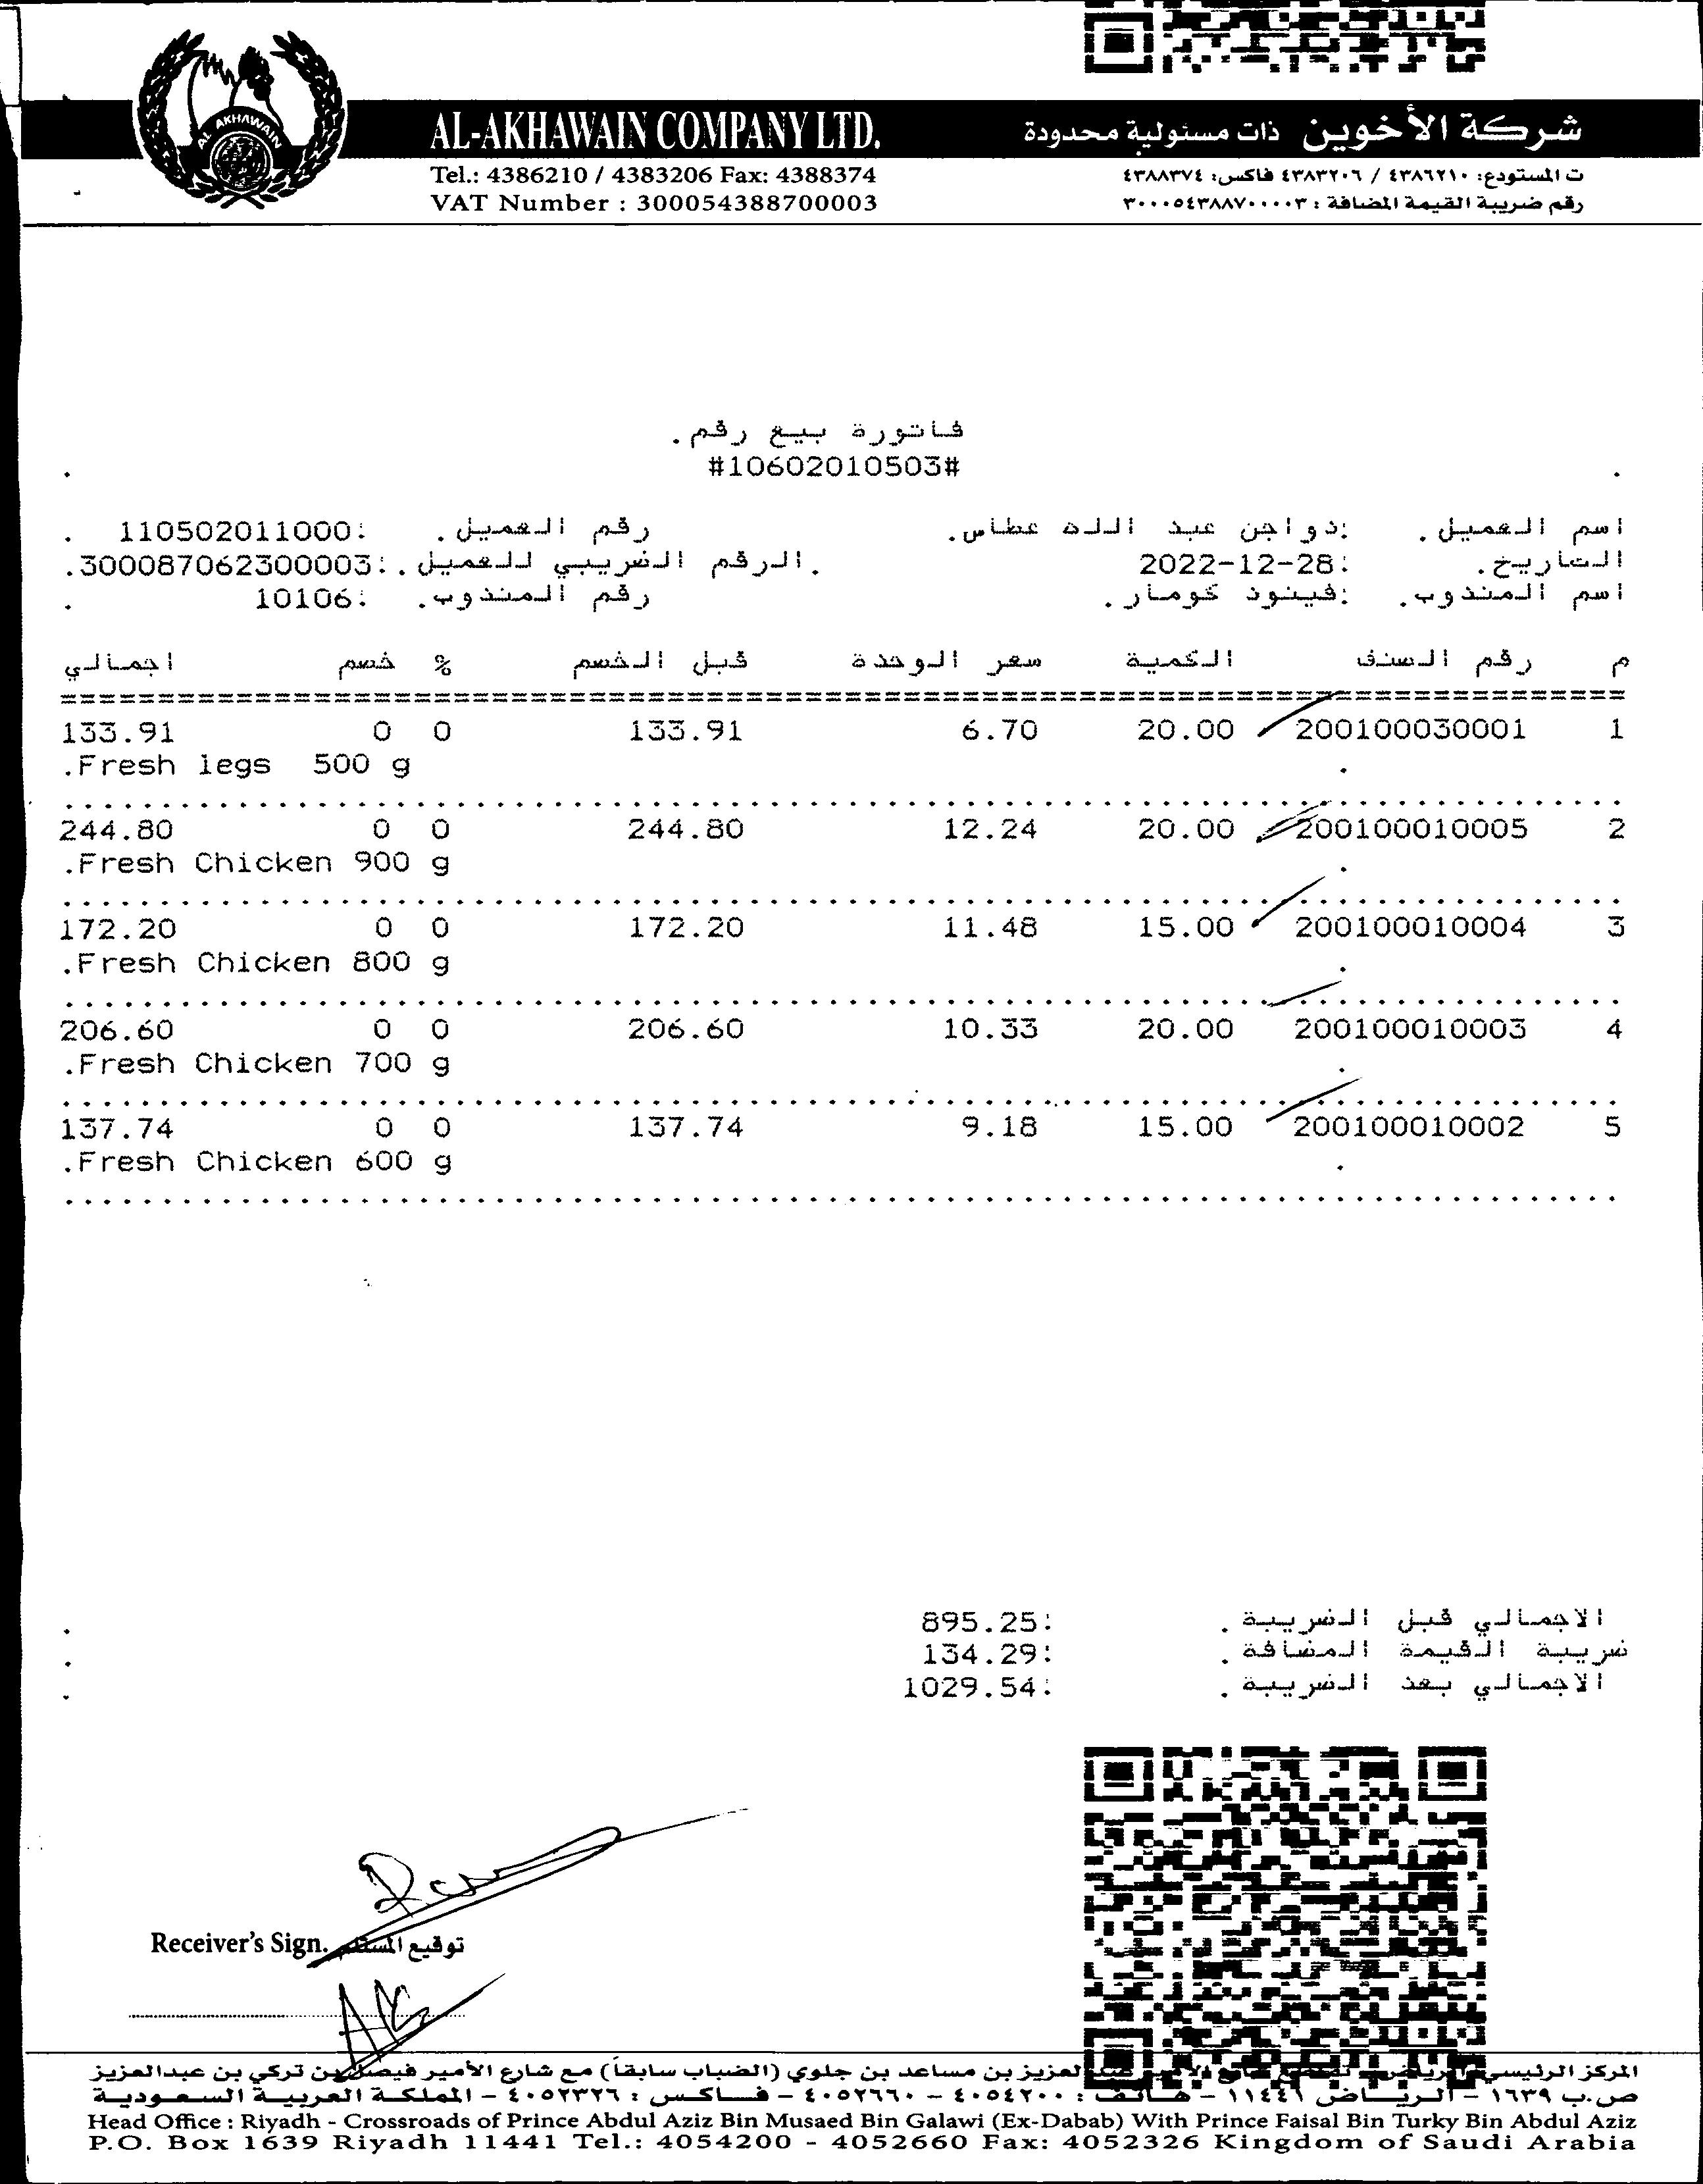 AL AKHAWAIN
AL-AKHAWAIN COMPANY LTD.
شركة الأخوين ذات مسئولية محدودة
Tel.: 4386210 / 4383206 Fax: 4388374
ت المستودع: ٤٣٨٦٢١٠ / ٤٣٨٣٢٠٦ فاكس: ٤٣٨٨٣٧٤
VAT Number : 300054388700003
رقم ضريبة القيمة المضافة : ٣٠٠٠٥٤٣٨٨٧٠٠٠٠٣
فاتورة بيع رقم.
#10602010503#
اسم العميل. :دواجن عبد الله عطاس. رقم العميل. :110502011000
التاريخ. :2022-12-28 .الرقم الضريبي للعميل.:300087062300003.
اسم المندوب. :فينود كومار. رقم المندوب. :10106
م رقم الصنف الكمية سعر الوحدة قبل الخصم % خصم اجمالي
1 200100030001 20.00 6.70 133.91 0 0 133.91
.Fresh legs 500 g
2 200100010005 20.00 12.24 244.80 0 0 244.80
.Fresh Chicken 900 g
3 200100010004 15.00 11.48 172.20 0 0 172.20
.Fresh Chicken 800 g
4 200100010003 20.00 10.33 206.60 0 0 206.60
.Fresh Chicken 700 g
5 200100010002 15.00 9.18 137.74 0 0 137.74
.Fresh Chicken 600 g
الاجمالي قبل الضريبة. :895.25
ضريبة القيمة المضافة. :134.29
الاجمالي بعد الضريبة. :1029.54
Receiver's Sign. توقيع المستلم
المركز الرئيسي الرياض بن عبدالعزيز بن مساعد بن جلوي (الضباب سابقاً) مع شارع الأمير فيصل بن تركي بن عبدالعزيز
ص.ب ١٦٣٩ - الرياض ١١٤٤١ - هاتف : ٤٠٥٤٢٠٠ - ٤٠٥٢٦٦٠ - فاكس : ٤٠٥٢٣٢٦ - المملكة العربية السعودية
Head Office : Riyadh - Crossroads of Prince Abdul Aziz Bin Musaed Bin Galawi (Ex-Dabab) With Prince Faisal Bin Turky Bin Abdul Aziz
P.O. Box 1639 Riyadh 11441 Tel.: 4054200 - 4052660 Fax: 4052326 Kingdom of Saudi Arabia